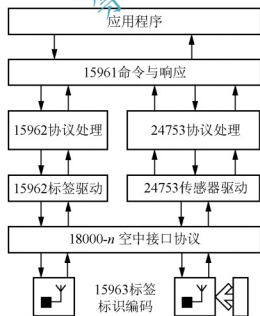 应用程序
15961命令与响应
15962协议处理
24753协议处理
15962标签驱动
24753传感器驱动
18000-n 空中接口协议
15963标签
标识编码